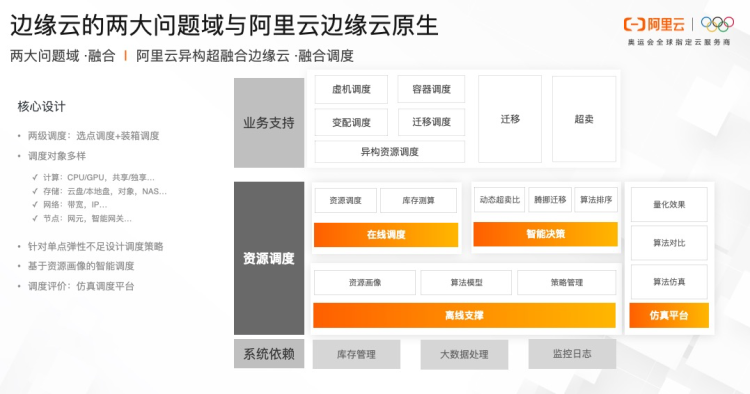 边缘云的两大问题域与阿里云边缘云原生
阿里云
奥运会全球指定云服务商
两大问题域 ·融合 | 阿里云异构超融合边缘云 ·融合调度
核心设计
• 两级调度：选点调度+装箱调度
• 调度对象多样
✓ 计算：CPU/GPU，共享/独享...
✓ 存储：云盘/本地盘，对象，NAS...
✓ 网络：带宽，IP...
✓ 节点：网元，智能网关...
• 针对单点弹性不足设计调度策略
• 基于资源画像的智能调度
• 调度评价：仿真调度平台
业务支持
虚机调度
容器调度
变配调度
迁移调度
异构资源调度
迁移
超卖
资源调度
资源调度
库存测算
在线调度
动态超卖比
腾挪迁移
算法排序
智能决策
资源画像
算法模型
策略管理
离线支撑
量化效果
算法对比
算法仿真
仿真平台
系统依赖
库存管理
大数据处理
监控日志